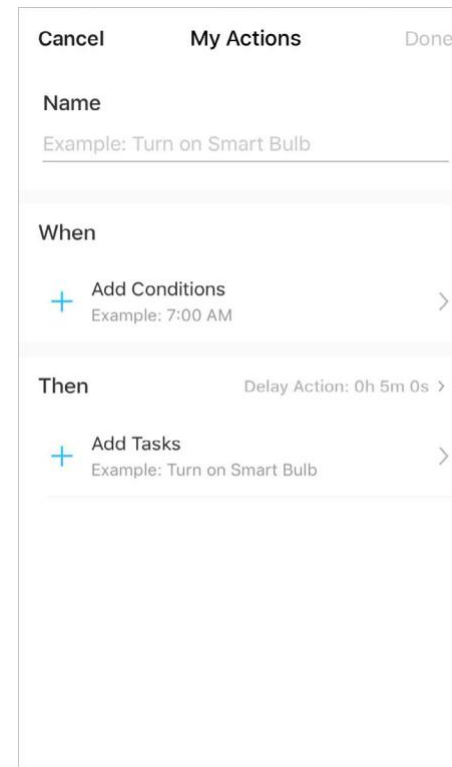 Cancel My Actions Done
Name
Example: Turn on Smart Bulb
When
Add Conditions
Example: 7:00 AM
Then Delay Action: 0h 5m 0s >
Add Tasks
Example: Turn on Smart Bulb